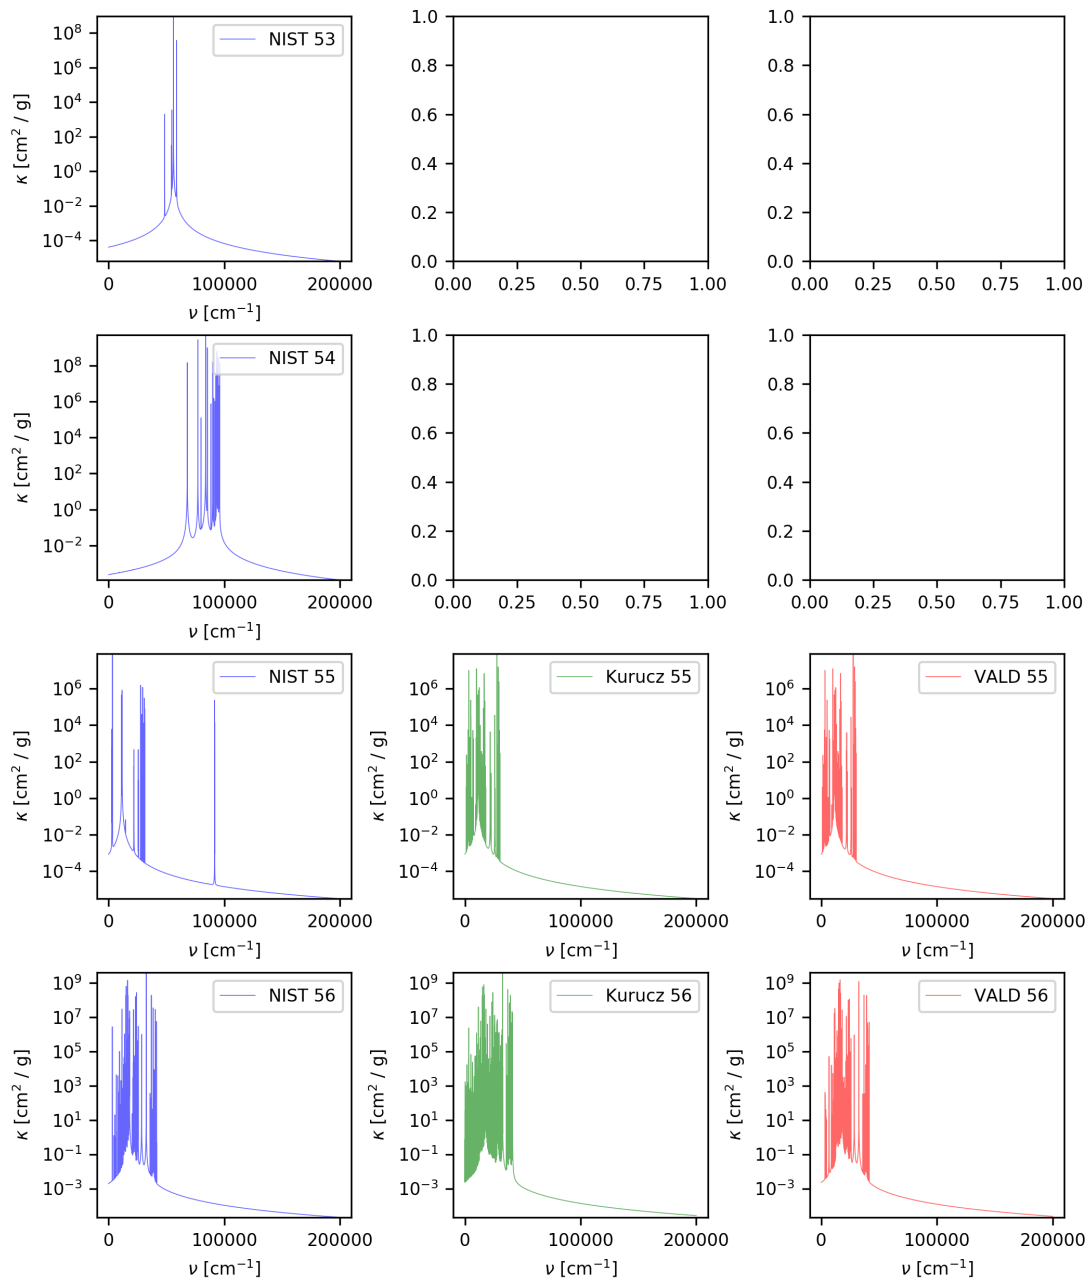 10^8
10^6
10^4
10^2
10^0
10^-2
10^-4
κ [cm^2 / g]
NIST 53
0 100000 200000
ν [cm^-1]
1.0
0.8
0.6
0.4
0.2
0.0
0.00 0.25 0.50 0.75 1.00
1.0
0.8
0.6
0.4
0.2
0.0
0.00 0.25 0.50 0.75 1.00
10^8
10^6
10^4
10^2
10^0
10^-2
κ [cm^2 / g]
NIST 54
0 100000 200000
ν [cm^-1]
1.0
0.8
0.6
0.4
0.2
0.0
0.00 0.25 0.50 0.75 1.00
1.0
0.8
0.6
0.4
0.2
0.0
0.00 0.25 0.50 0.75 1.00
10^6
10^4
10^2
10^0
10^-2
10^-4
κ [cm^2 / g]
NIST 55
0 100000 200000
ν [cm^-1]
10^6
10^4
10^2
10^0
10^-2
10^-4
κ [cm^2 / g]
Kurucz 55
0 100000 200000
ν [cm^-1]
10^6
10^4
10^2
10^0
10^-2
10^-4
κ [cm^2 / g]
VALD 55
0 100000 200000
ν [cm^-1]
10^9
10^7
10^5
10^3
10^1
10^-1
10^-3
κ [cm^2 / g]
NIST 56
0 100000 200000
ν [cm^-1]
10^9
10^7
10^5
10^3
10^1
10^-1
10^-3
κ [cm^2 / g]
Kurucz 56
0 100000 200000
ν [cm^-1]
10^9
10^7
10^5
10^3
10^1
10^-1
10^-3
κ [cm^2 / g]
VALD 56
0 100000 200000
ν [cm^-1]